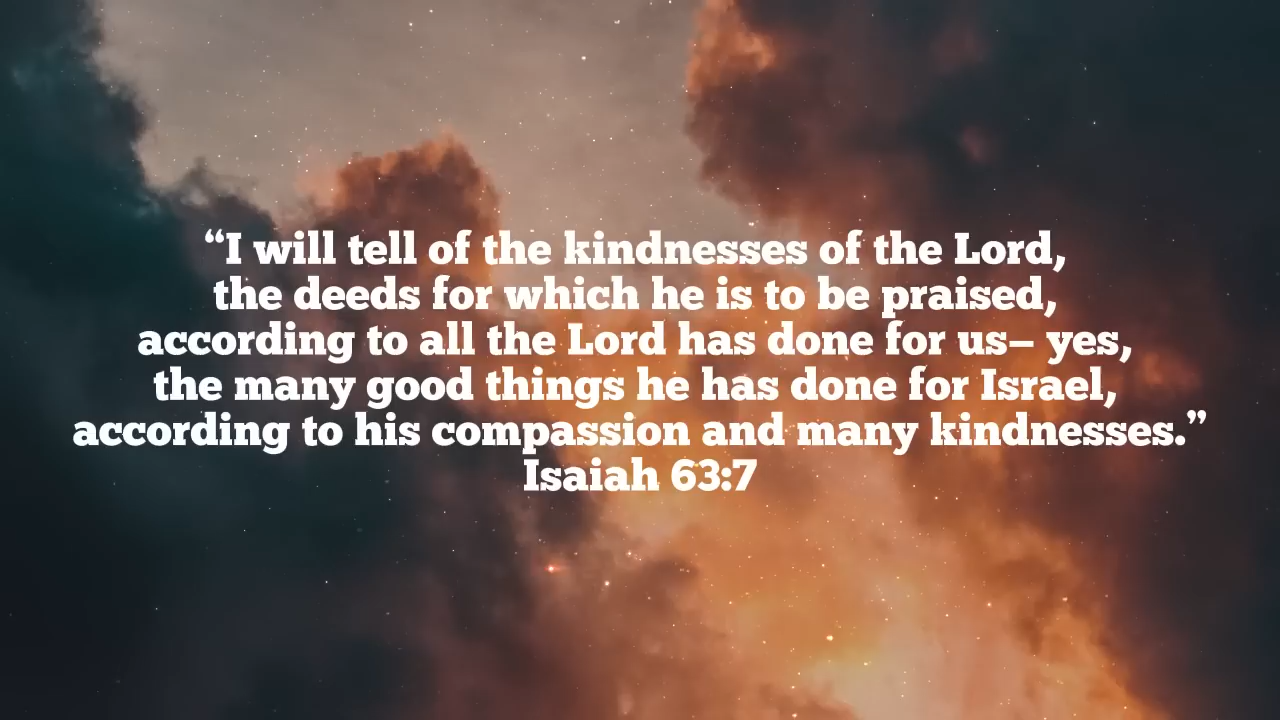 “I will tell of the kindnesses of the Lord,
the deeds for which he is to be praised,
according to all the Lord has done for us– yes,
the many good things he has done for Israel,
according to his compassion and many kindnesses.”
Isaiah 63:7